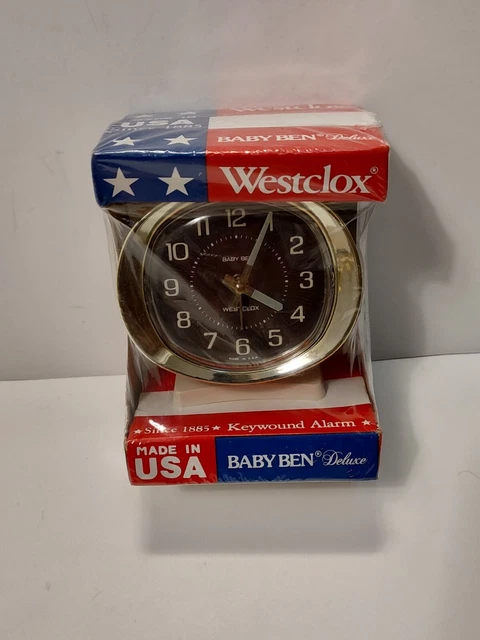 Westclox
USA
BABY BEN® Deluxe
Westclox®
11 12
10 2
9 3
8 4
7 6 5
BABY BEN
WESTCLOX
★ Since 1885 ★ Keywound Alarm ★
MADE IN
USA
BABY BEN® Deluxe